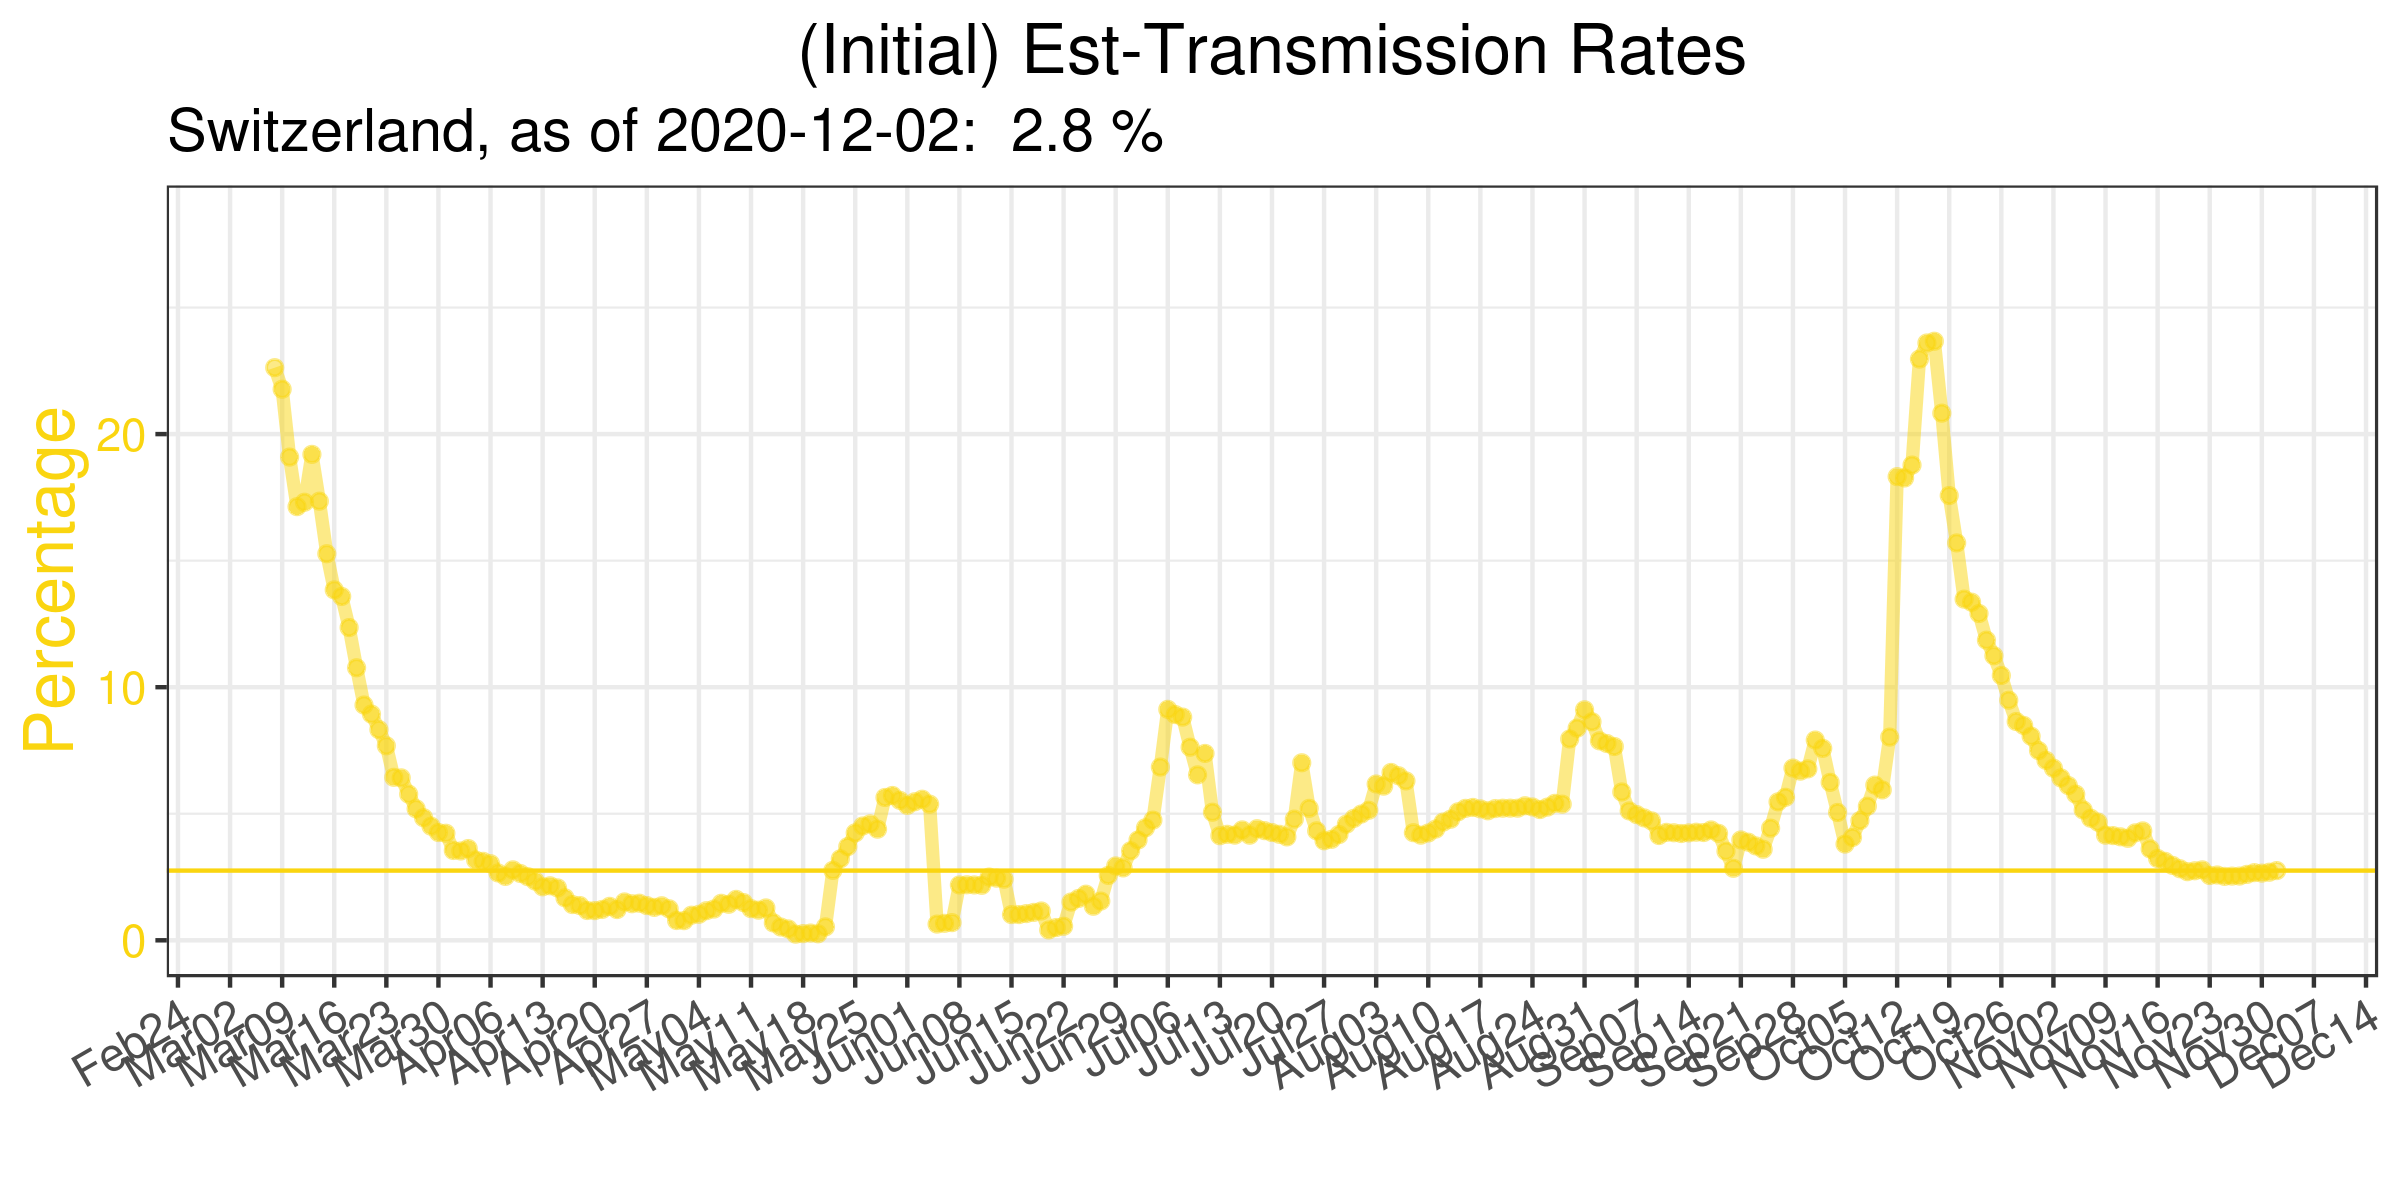 (Initial) Est-Transmission Rates
Switzerland, as of 2020-12-02:  2.8 %
Percentage
20
10
0
Feb24
Mar02
Mar09
Mar16
Mar23
Mar30
Apr06
Apr13
Apr20
Apr27
May04
May11
May18
May25
Jun01
Jun08
Jun15
Jun22
Jun29
Jul06
Jul13
Jul20
Jul27
Aug03
Aug10
Aug17
Aug24
Aug31
Sep07
Sep14
Sep21
Sep28
Oct05
Oct12
Oct19
Oct26
Nov02
Nov09
Nov16
Nov23
Nov30
Dec07
Dec14